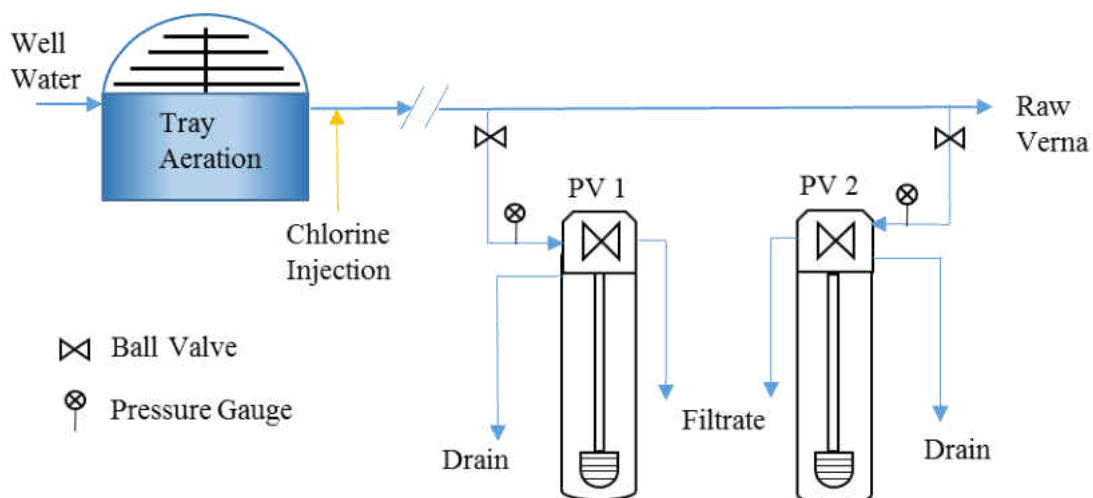 Well
Water
Tray
Aeration
Chlorine
Injection
Raw
Verna
PV 1
PV 2
Ball Valve
Pressure Gauge
Drain
Filtrate
Drain